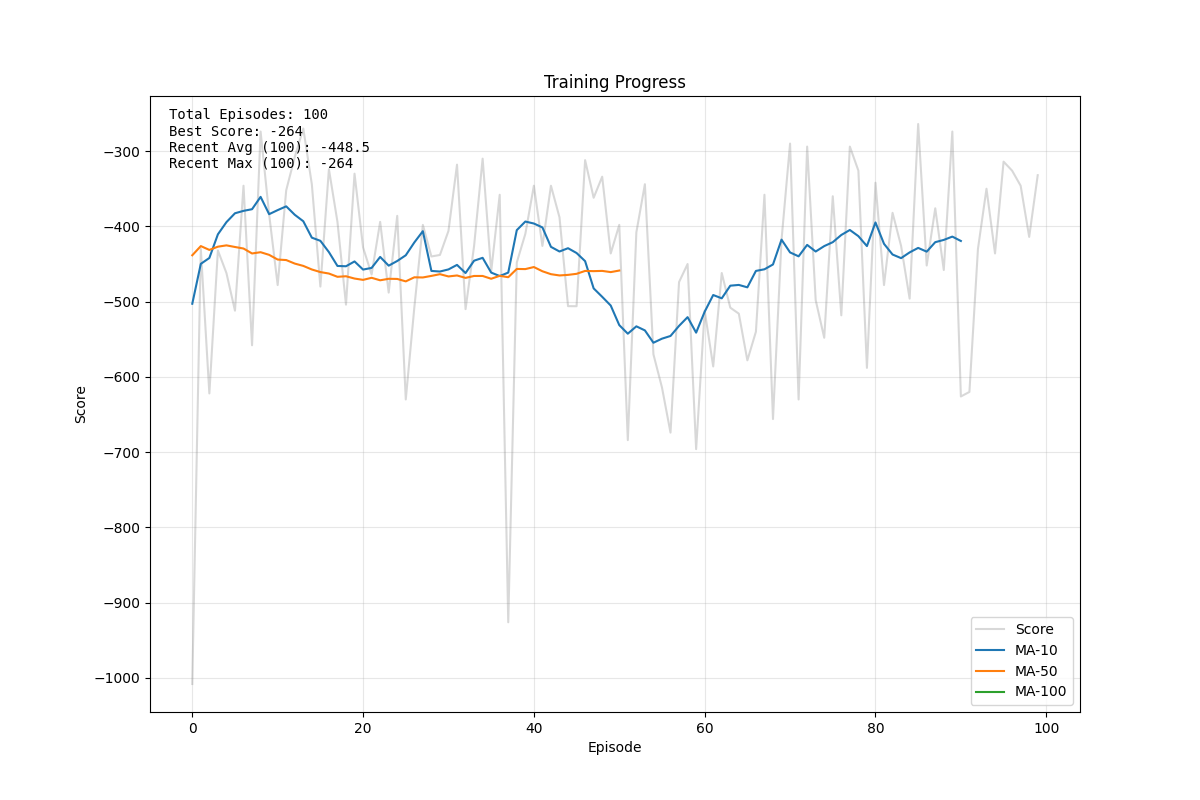 Training Progress
Total Episodes: 100
Best Score: -264
Recent Avg (100): -448.5
Recent Max (100): -264
−300
−400
−500
−600
−700
−800
−900
−1000
Score
0
20
40
60
80
100
Episode
Score
MA-10
MA-50
MA-100